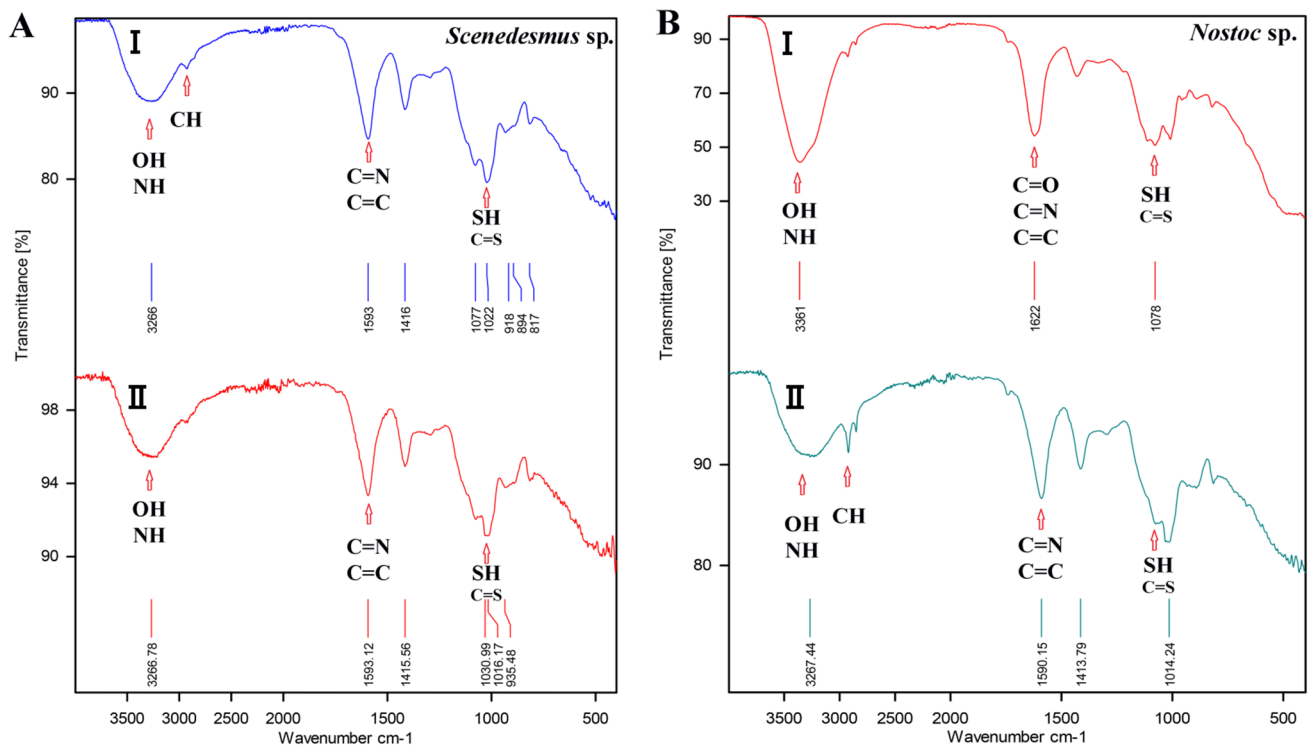 A
I
Scenedesmus sp.
Transmittance [%]
90
80
CH
OH
NH
C=N
C=C
SH
C=S
3266
1593
1416
1077
1022
918
894
817
II
98
94
90
OH
NH
C=N
C=C
SH
C=S
3266.78
1593.12
1415.56
1030.99
1016.17
935.48
3500
3000
2000
1500
1000
500
Wavenumber cm-1
B
I
Nostoc sp.
Transmittance [%]
90
70
50
30
OH
NH
C=O
C=N
C=C
SH
C=S
3361
1622
1078
II
90
80
OH
NH
CH
C=N
C=C
SH
C=S
3267.44
1590.15
1413.79
1014.24
3500
3000
2000
1500
1000
500
Wavenumber cm-1